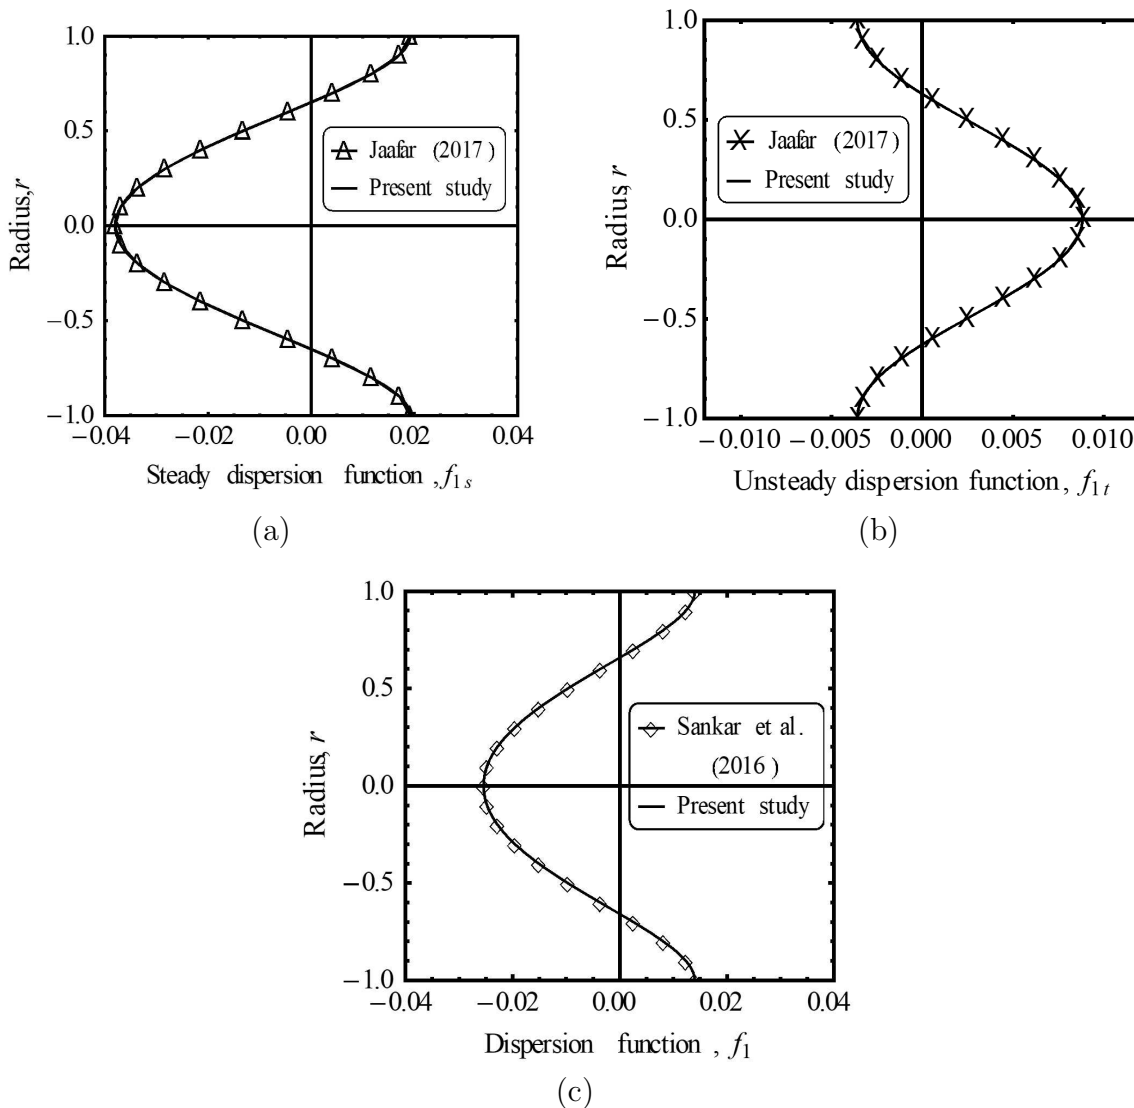 1.0
0.5
0.0
−0.5
−1.0
Radius, r
Jaafar (2017)
Present study
−0.04 −0.02 0.00 0.02 0.04
Steady dispersion function , f1 s
(a)
1.0
0.5
0.0
−0.5
−1.0
Radius, r
Jaafar (2017)
Present study
−0.010 −0.005 0.000 0.005 0.010
Unsteady dispersion function , f1 t
(b)
1.0
0.5
0.0
−0.5
−1.0
Radius, r
Sankar et al.
(2016)
Present study
−0.04 −0.02 0.00 0.02 0.04
Dispersion function , f1
(c)